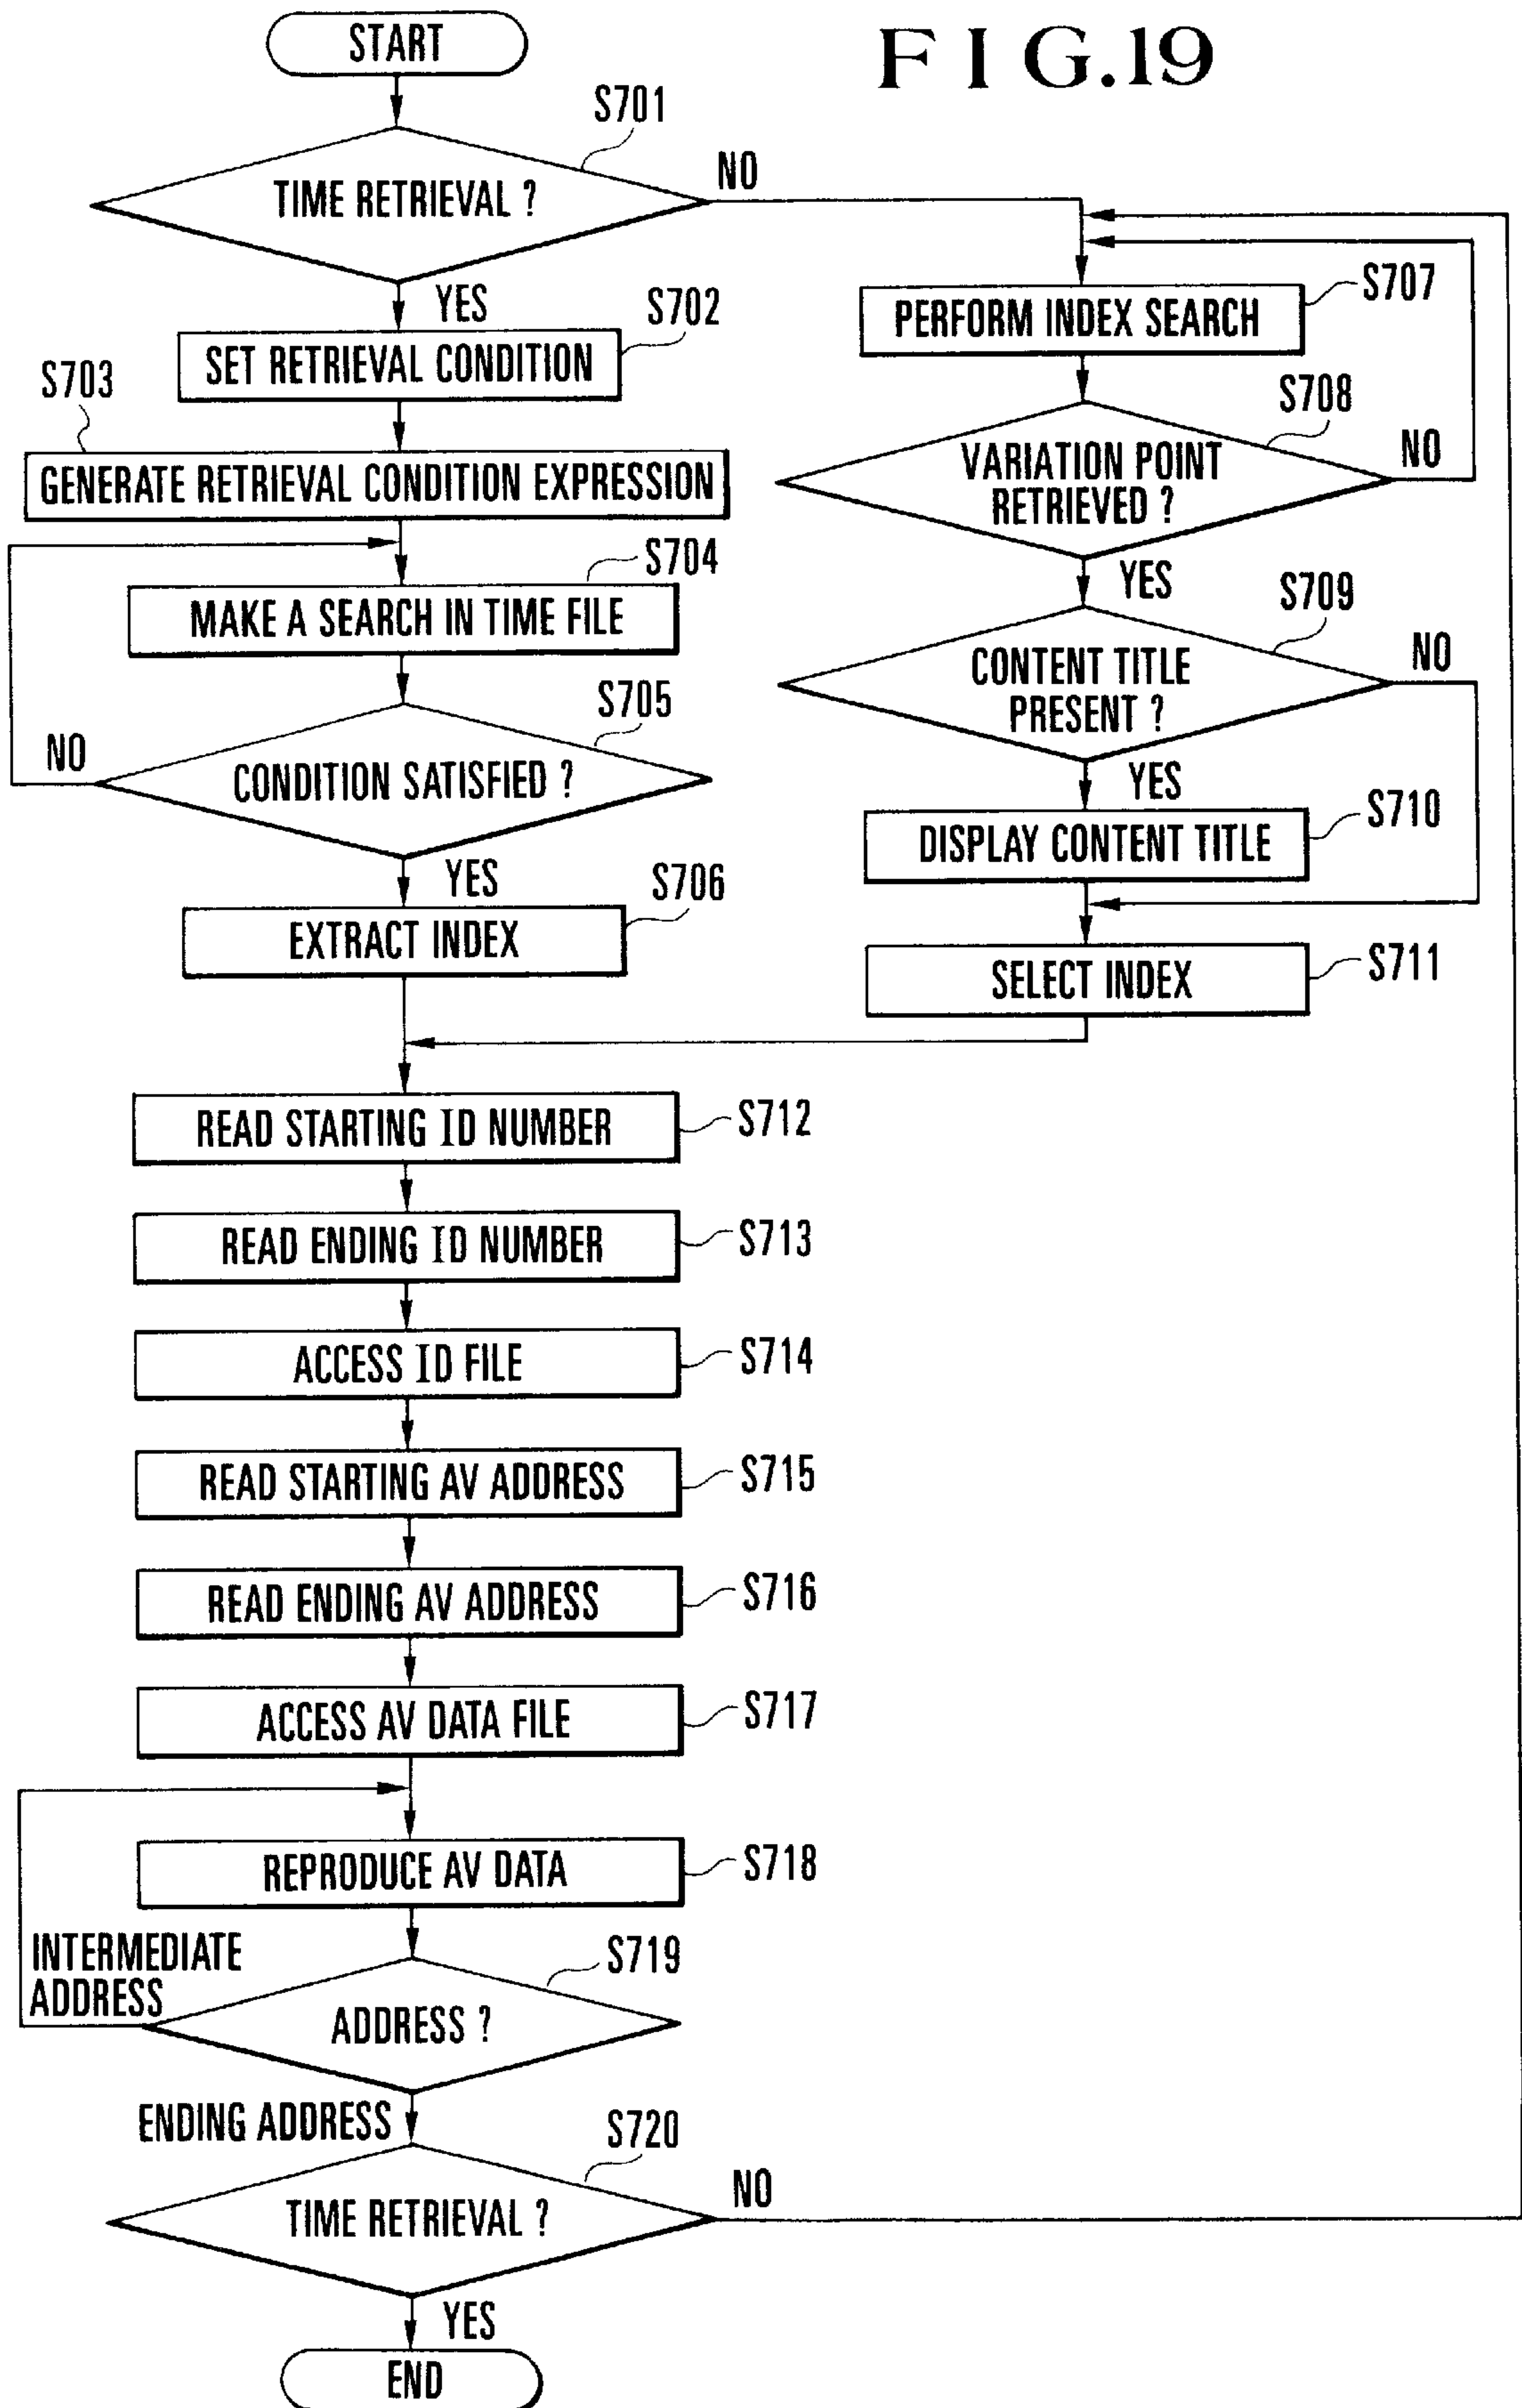 FIG.19
START
S701
TIME RETRIEVAL ?
NO
YES
S702
SET RETRIEVAL CONDITION
S703
GENERATE RETRIEVAL CONDITION EXPRESSION
S704
MAKE A SEARCH IN TIME FILE
S705
NO
CONDITION SATISFIED ?
YES
S706
EXTRACT INDEX
S707
PERFORM INDEX SEARCH
S708
VARIATION POINT
RETRIEVED ?
NO
YES
S709
CONTENT TITLE
PRESENT ?
NO
YES
S710
DISPLAY CONTENT TITLE
S711
SELECT INDEX
READ STARTING ID NUMBER
S712
READ ENDING ID NUMBER
S713
ACCESS ID FILE
S714
READ STARTING AV ADDRESS
S715
READ ENDING AV ADDRESS
S716
ACCESS AV DATA FILE
S717
REPRODUCE AV DATA
S718
INTERMEDIATE
ADDRESS
S719
ADDRESS ?
ENDING ADDRESS
S720
TIME RETRIEVAL ?
NO
YES
END